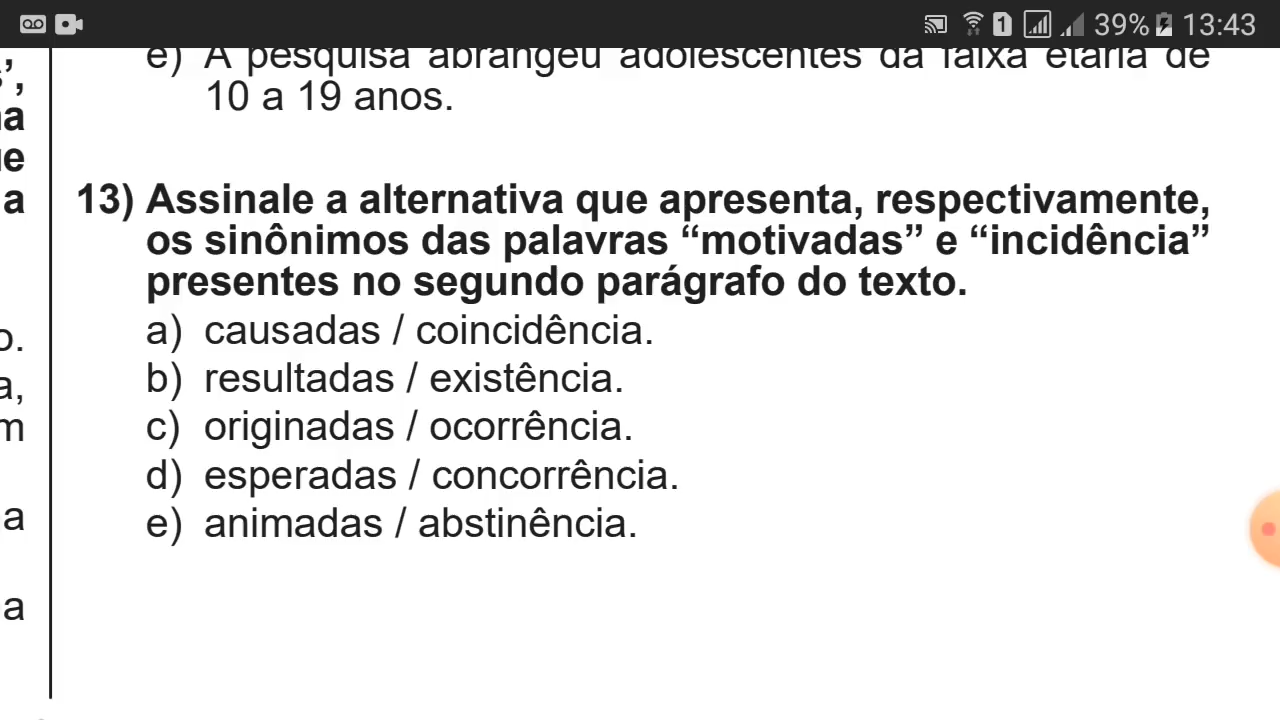 39% 13:43
e) A pesquisa abrangeu adolescentes da faixa etária de
10 a 19 anos.
a
a
13) Assinale a alternativa que apresenta, respectivamente,
os sinônimos das palavras “motivadas” e “incidência”
presentes no segundo parágrafo do texto.
o.
a) causadas / coincidência.
a,
b) resultadas / existência.
m
c) originadas / ocorrência.
d) esperadas / concorrência.
a
e) animadas / abstinência.
a